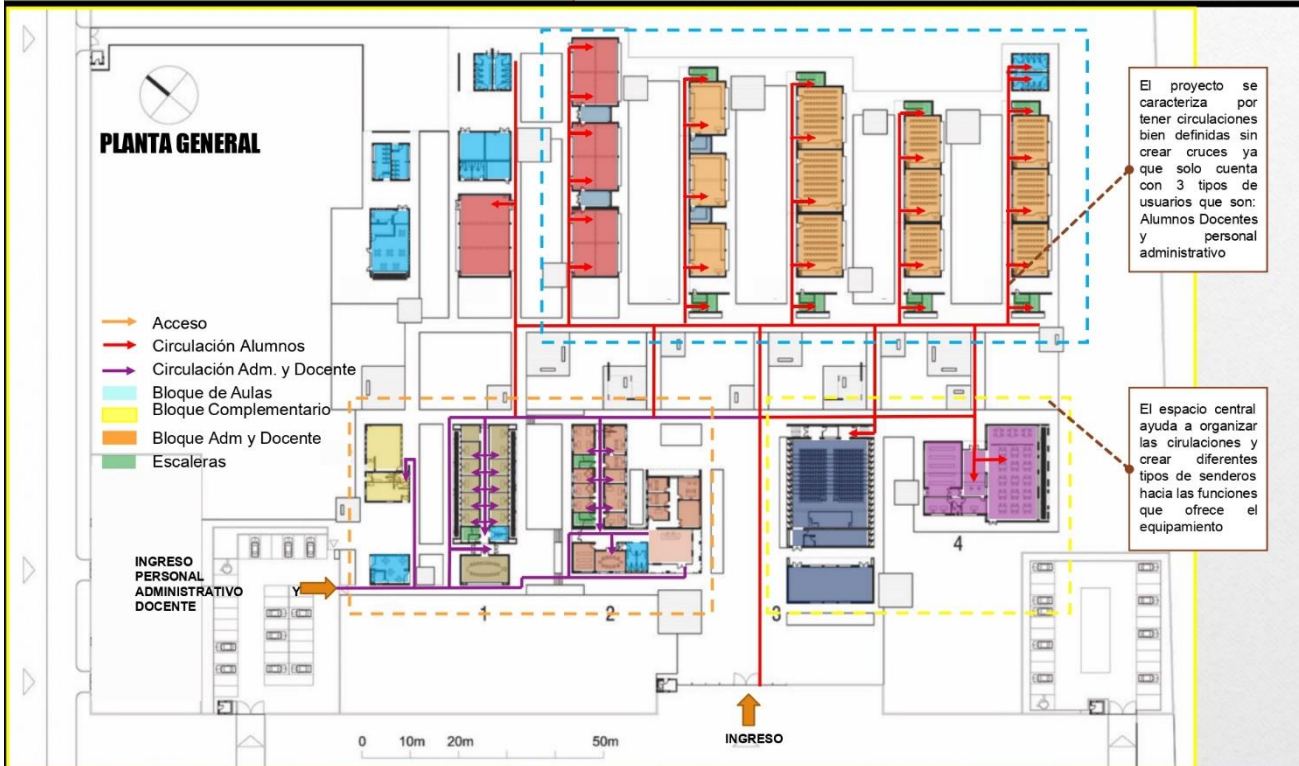 PLANTA GENERAL
El proyecto se
caracteriza por
tener circulaciones
bien definidas sin
crear cruces ya
que solo cuenta
con 3 tipos de
usuarios que son:
Alumnos Docentes
y personal
administrativo
Acceso
Circulación Alumnos
Circulación Adm. y Docente
Bloque de Aulas
Bloque Complementario
Bloque Adm y Docente
Escaleras
El espacio central
ayuda a organizar
las cirulaciones y
crear diferentes
tipos de senderos
hacia las funciones
que ofrece el
equipamiento
INGRESO
PERSONAL
ADMINISTRATIVO Y
DOCENTE
1
2
3
4
INGRESO
0 10m 20m 50m